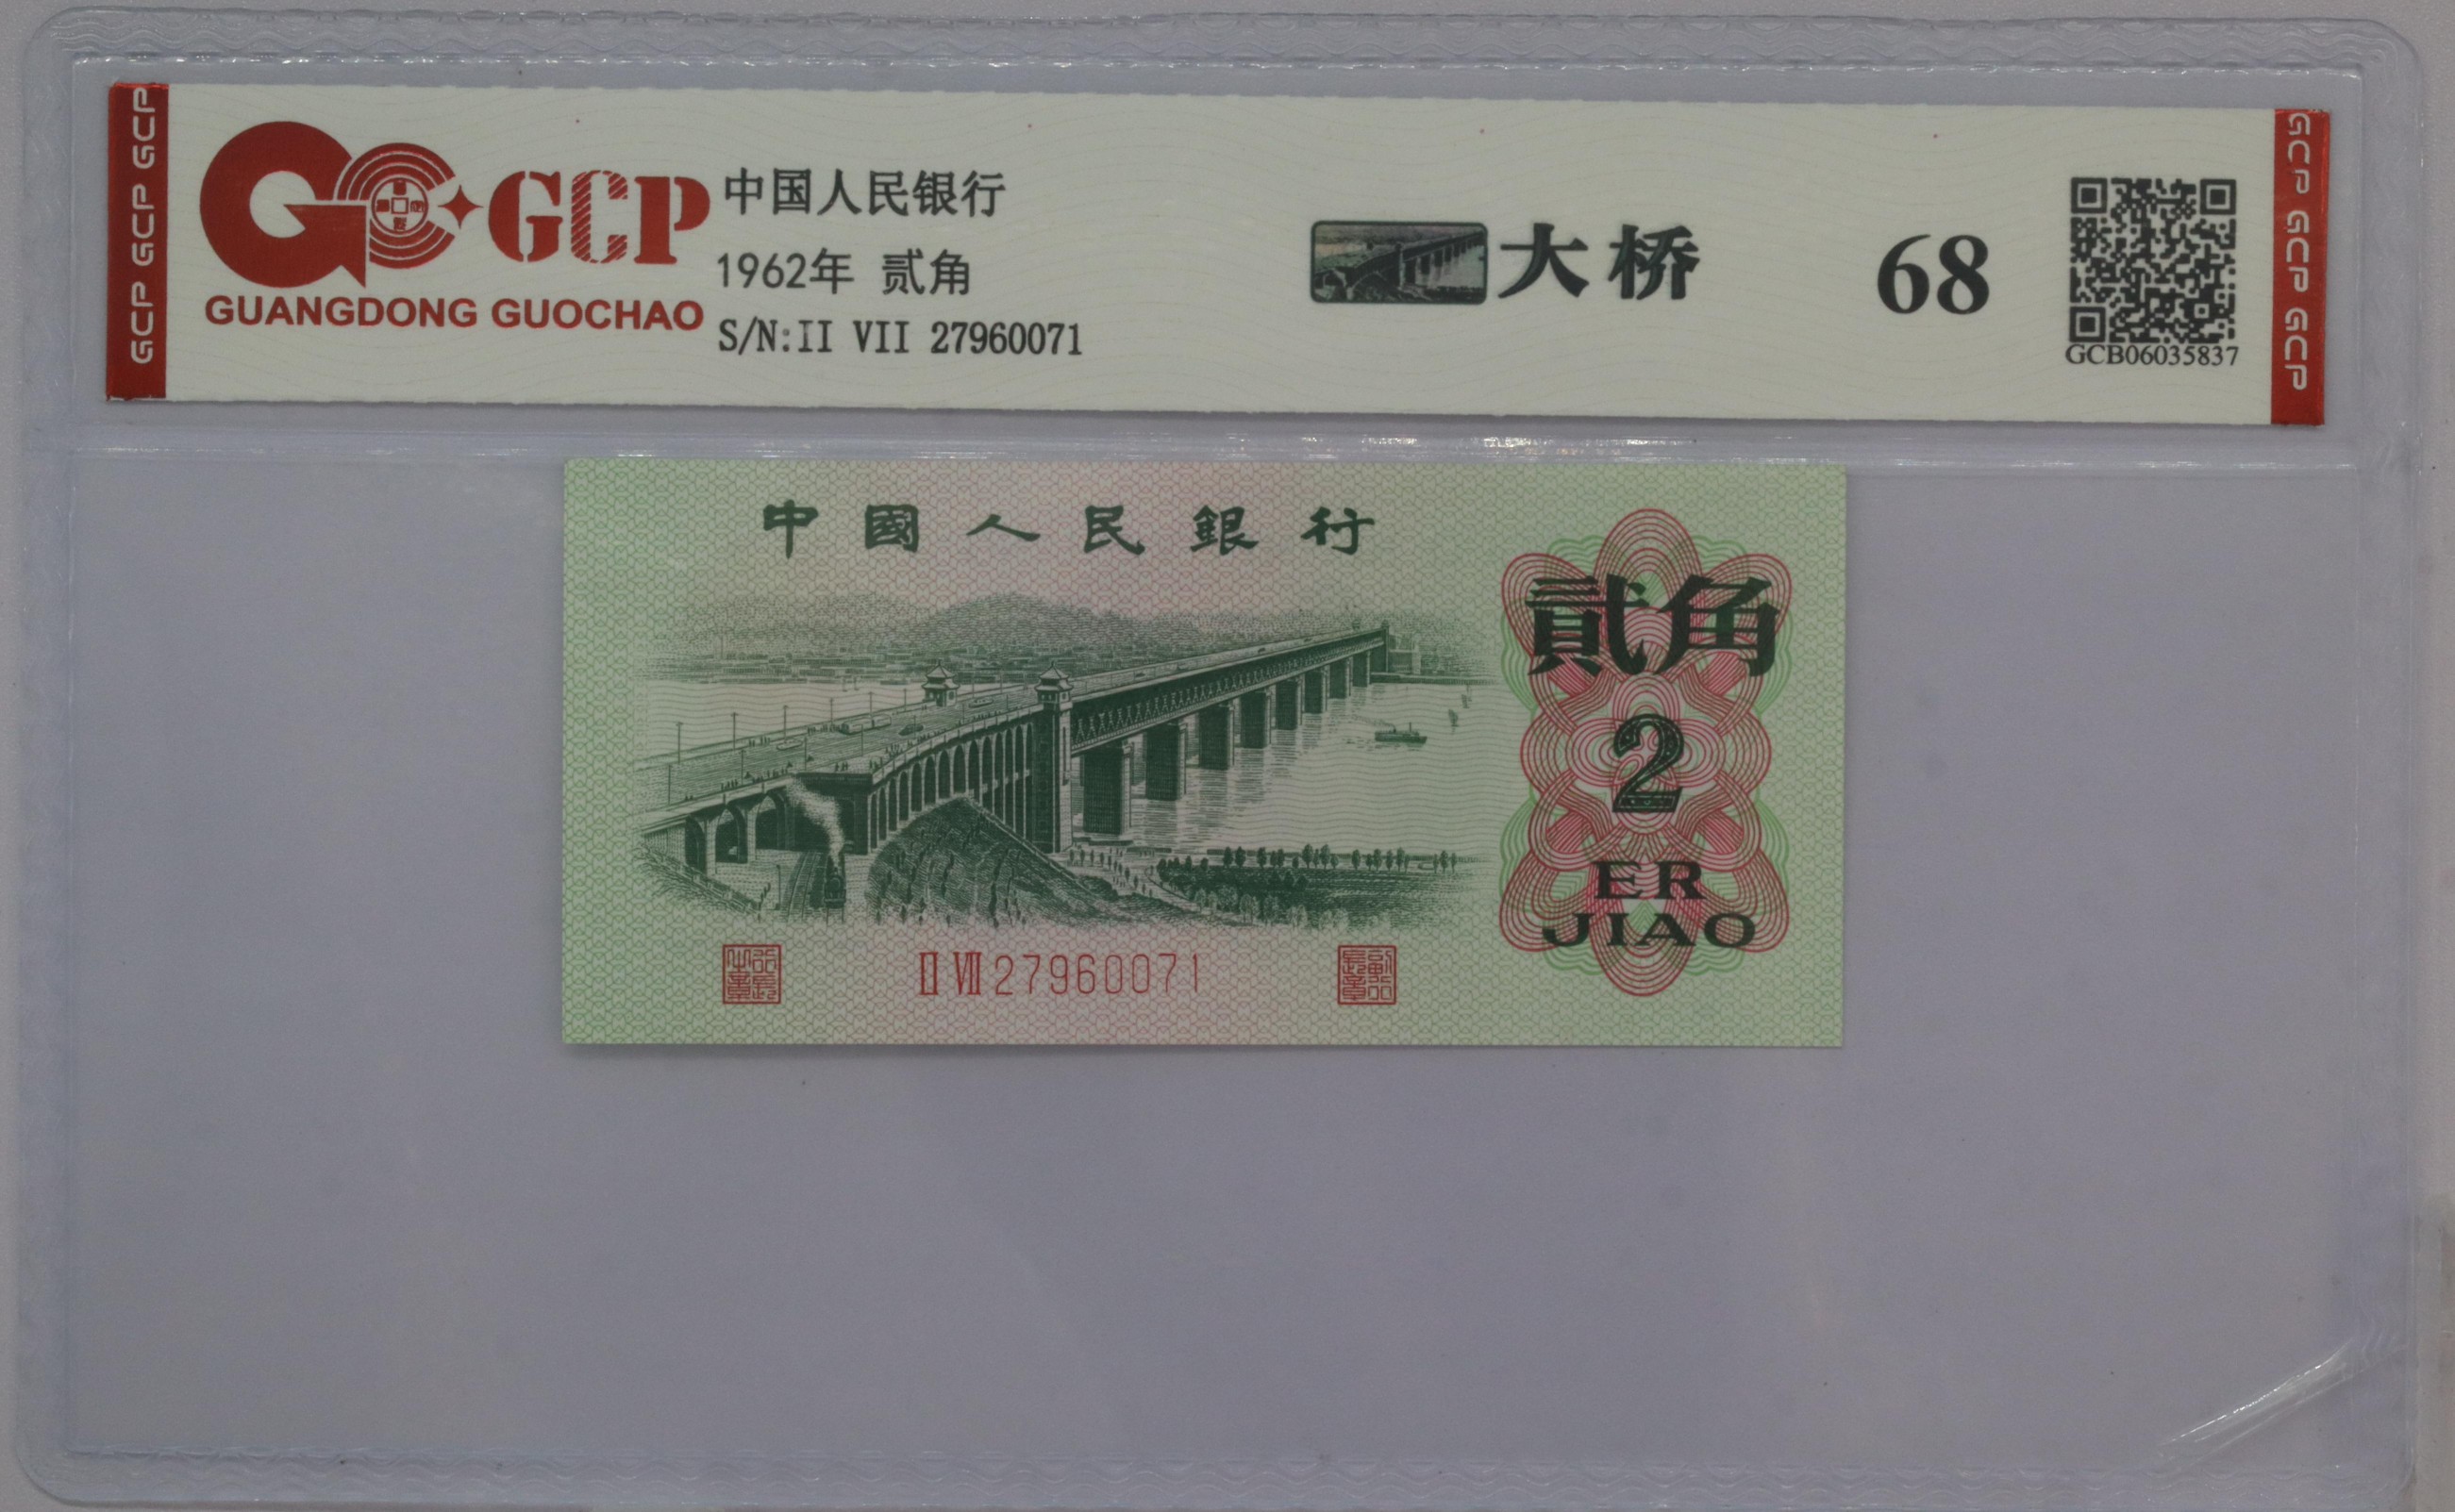 GCP GCP GCP
GCP
GUANGDONG GUOCHAO
中国人民银行
1962年 贰角
S/N:II VII 27960071
大桥
68
GCB06035837
GCP GCP GCP
中國人民銀行
貳角
2
ER
JIAO
II VII 27960071